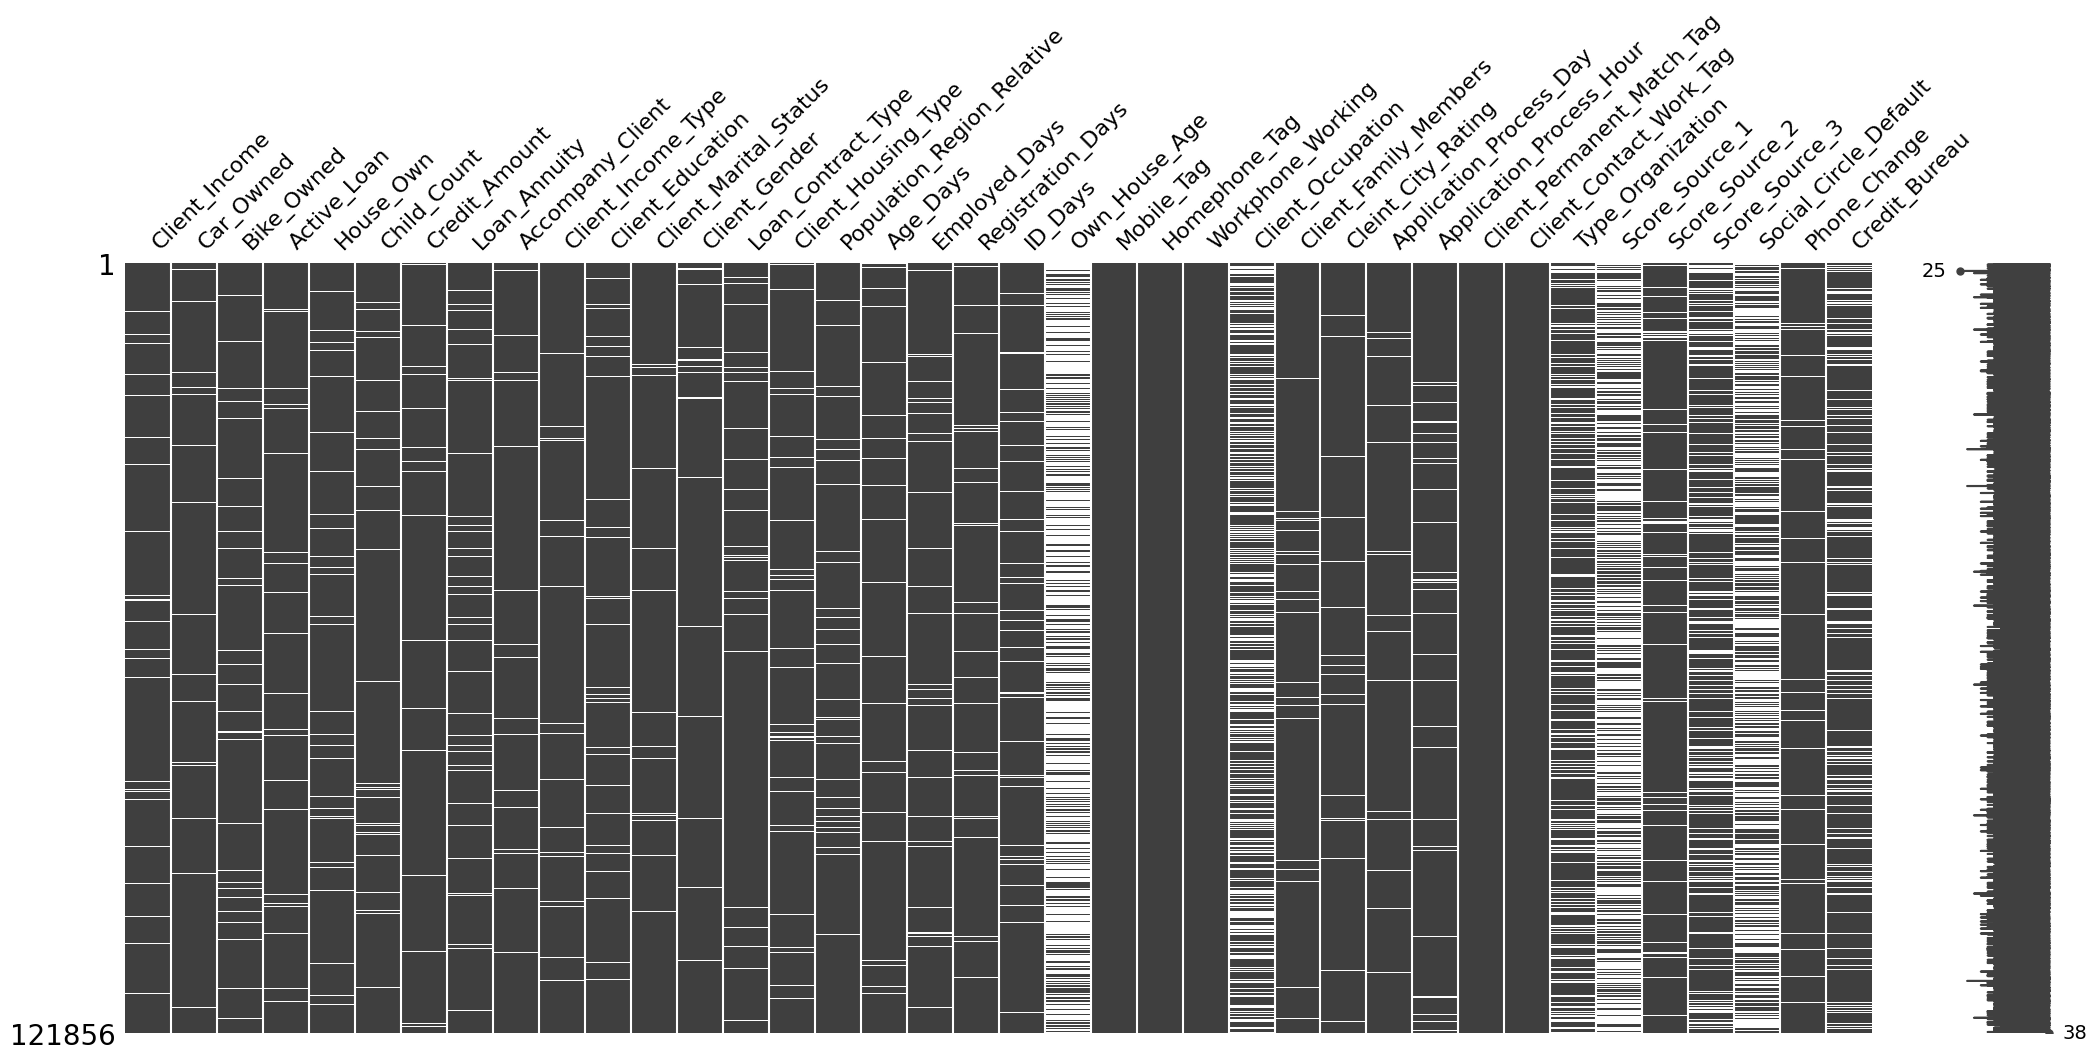 Client_Income
Car_Owned
Bike_Owned
Active_Loan
House_Own
Child_Count
Credit_Amount
Loan_Annuity
Accompany_Client
Client_Income_Type
Client_Education
Client_Marital_Status
Client_Gender
Loan_Contract_Type
Client_Housing_Type
Population_Region_Relative
Age_Days
Employed_Days
Registration_Days
ID_Days
Own_House_Age
Mobile_Tag
Homephone_Tag
Workphone_Working
Client_Occupation
Client_Family_Members
Cleint_City_Rating
Application_Process_Day
Application_Process_Hour
Client_Permanent_Match_Tag
Client_Contact_Work_Tag
Type_Organization
Score_Source_1
Score_Source_2
Score_Source_3
Social_Circle_Default
Phone_Change
Credit_Bureau
1
25
121856
38